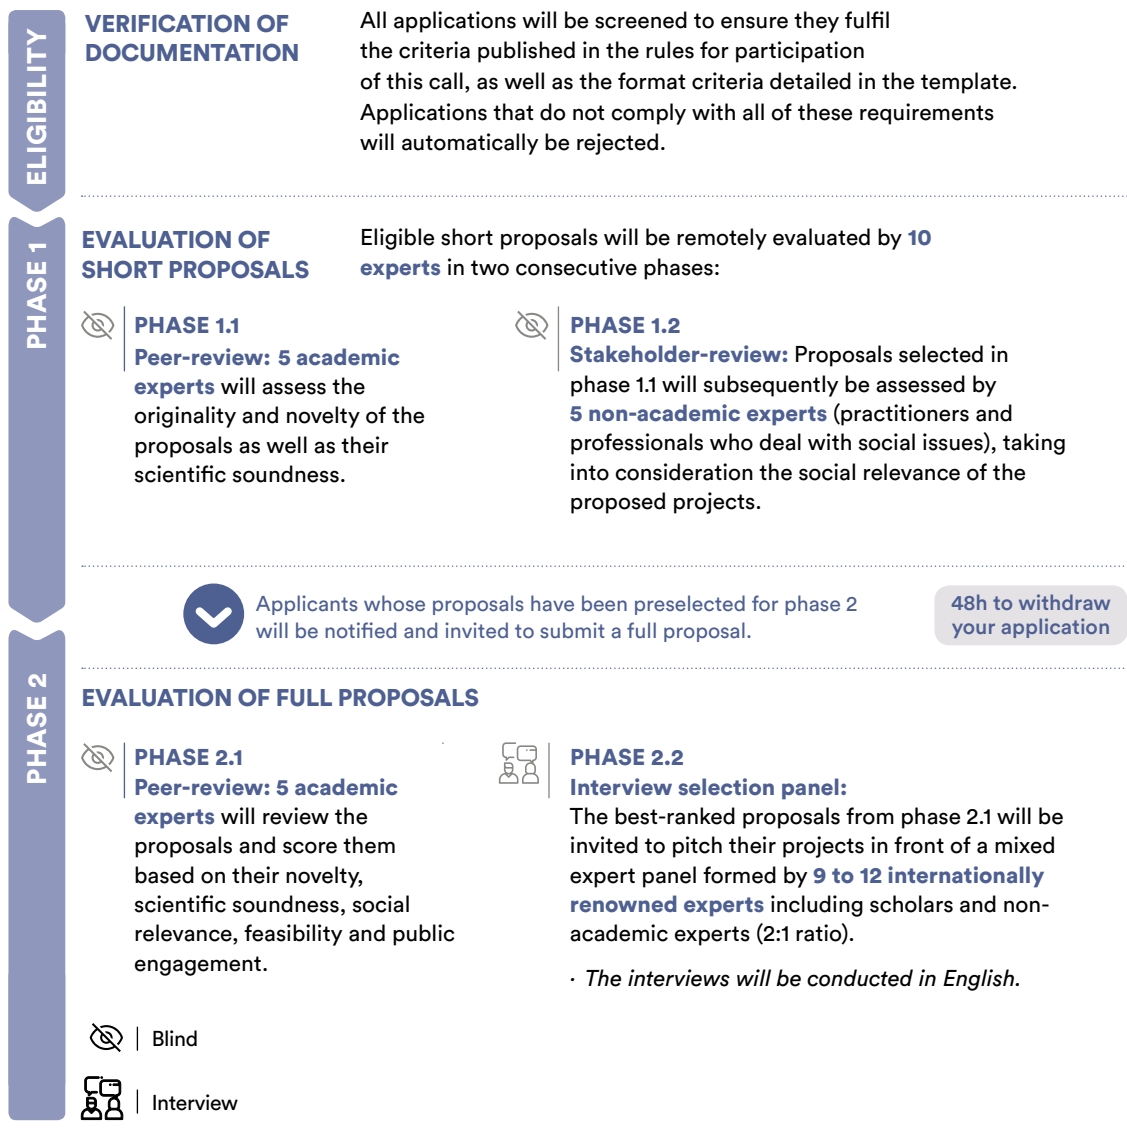 ELIGIBILITY
VERIFICATION OF
DOCUMENTATION
All applications will be screened to ensure they fulfil
the criteria published in the rules for participation
of this call, as well as the format criteria detailed in the template.
Applications that do not comply with all of these requirements
will automatically be rejected.
PHASE 1
EVALUATION OF
SHORT PROPOSALS
Eligible short proposals will be remotely evaluated by 10
experts in two consecutive phases:
PHASE 1.1
Peer-review: 5 academic
experts will assess the
originality and novelty of the
proposals as well as their
scientific soundness.
PHASE 1.2
Stakeholder-review: Proposals selected in
phase 1.1 will subsequently be assessed by
5 non-academic experts (practitioners and
professionals who deal with social issues), taking
into consideration the social relevance of the
proposed projects.
Applicants whose proposals have been preselected for phase 2
will be notified and invited to submit a full proposal.
48h to withdraw
your application
PHASE 2
EVALUATION OF FULL PROPOSALS
PHASE 2.1
Peer-review: 5 academic
experts will review the
proposals and score them
based on their novelty,
scientific soundness, social
relevance, feasibility and public
engagement.
PHASE 2.2
Interview selection panel:
The best-ranked proposals from phase 2.1 will be
invited to pitch their projects in front of a mixed
expert panel formed by 9 to 12 internationally
renowned experts including scholars and non-
academic experts (2:1 ratio).
· The interviews will be conducted in English.
Blind
Interview